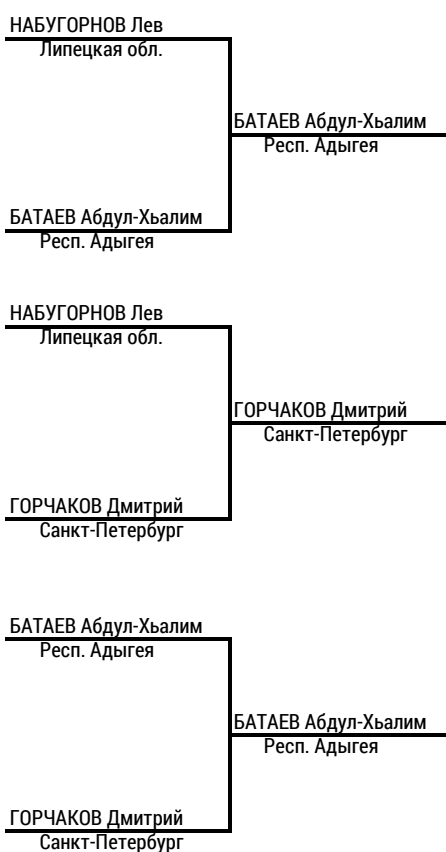 НАБУГОРНОВ Лев
Липецкая обл.
БАТАЕВ Абдул-Хьалим
Респ. Адыгея
БАТАЕВ Абдул-Хьалим
Респ. Адыгея
НАБУГОРНОВ Лев
Липецкая обл.
ГОРЧАКОВ Дмитрий
Санкт-Петербург
ГОРЧАКОВ Дмитрий
Санкт-Петербург
БАТАЕВ Абдул-Хьалим
Респ. Адыгея
БАТАЕВ Абдул-Хьалим
Респ. Адыгея
ГОРЧАКОВ Дмитрий
Санкт-Петербург